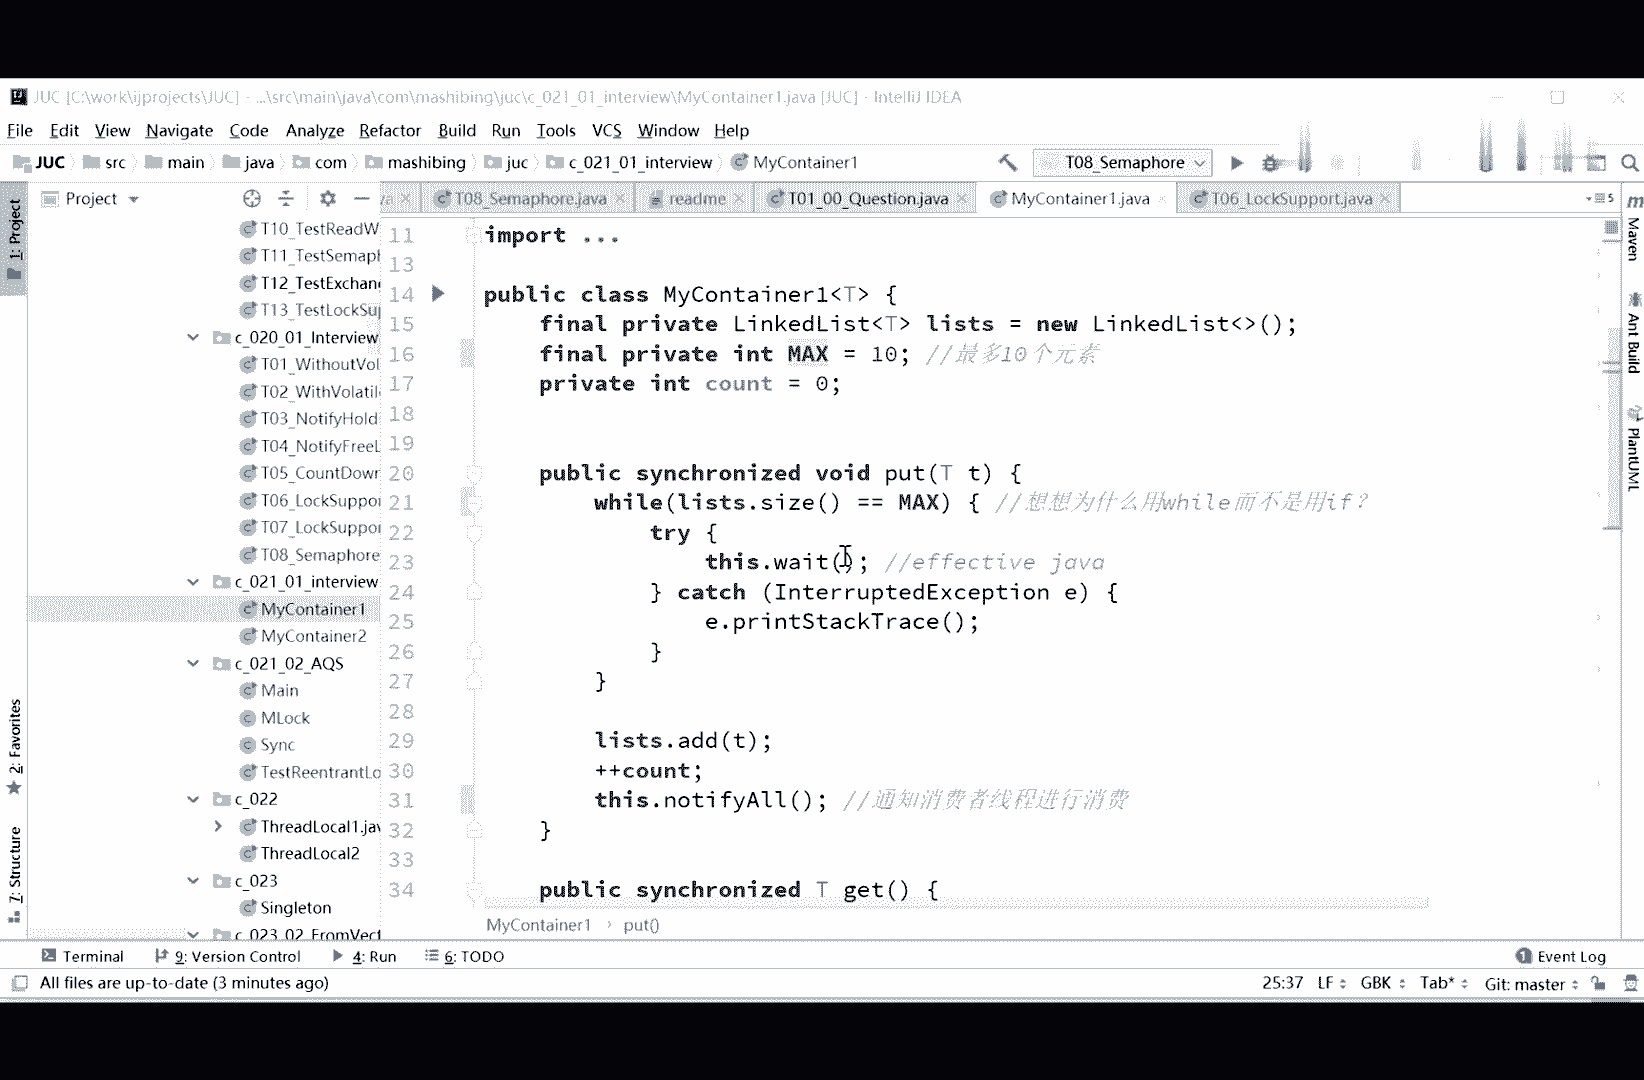 JUC [C:\work\ijprojects\JUC] - ...\src\main\java\com\mashibing\juc\c_021_01_interview\MyContainer1.java [JUC] - IntelliJ IDEA
File Edit View Navigate Code Analyze Refactor Build Run Tools VCS Window Help
JUC src main java com mashibing juc c_021_01_interview MyContainer1 T08_Semaphore
Project T08_Semaphore.java readme T01_00_Question.java MyContainer1.java T06_LockSupport.java 5
1: Project
T10_TestReadW
T11_TestSemap
T12_TestExchan
T13_TestLockSu
c_020_01_Interview
T01_WithoutVol
T02_WithVolatil
T03_NotifyHold
T04_NotifyFreeL
T05_CountDowr
T06_LockSuppo
T07_LockSuppo
T08_Semaphore
c_021_01_interview
MyContainer1
MyContainer2
c_021_02_AQS
Main
MLock
Sync
TestReentrantLo
c_022
ThreadLocal1.jav
ThreadLocal2
c_023
Singleton
c_023_02_FromVect
2: Favorites
7: Structure
11 import ...
13
14 public class MyContainer1<T> {
15 final private LinkedList<T> lists = new LinkedList<>();
16 final private int MAX = 10; //最多10个元素
17 private int count = 0;
18
19
20 public synchronized void put(T t) {
21 while(lists.size() == MAX) { //想想为什么用while而不是用if?
22 try {
23 this.wait(); //effective java
24 } catch (InterruptedException e) {
25 e.printStackTrace();
26 }
27 }
28
29 lists.add(t);
30 ++count;
31 this.notifyAll(); //通知消费者线程进行消费
32 }
33
34 public synchronized T get() {
MyContainer1 › put()
Maven
Ant Build
PlantUML
Terminal 9: Version Control 4: Run 6: TODO 1 Event Log
All files are up-to-date (3 minutes ago) 25:37 LF GBK Tab* Git: master